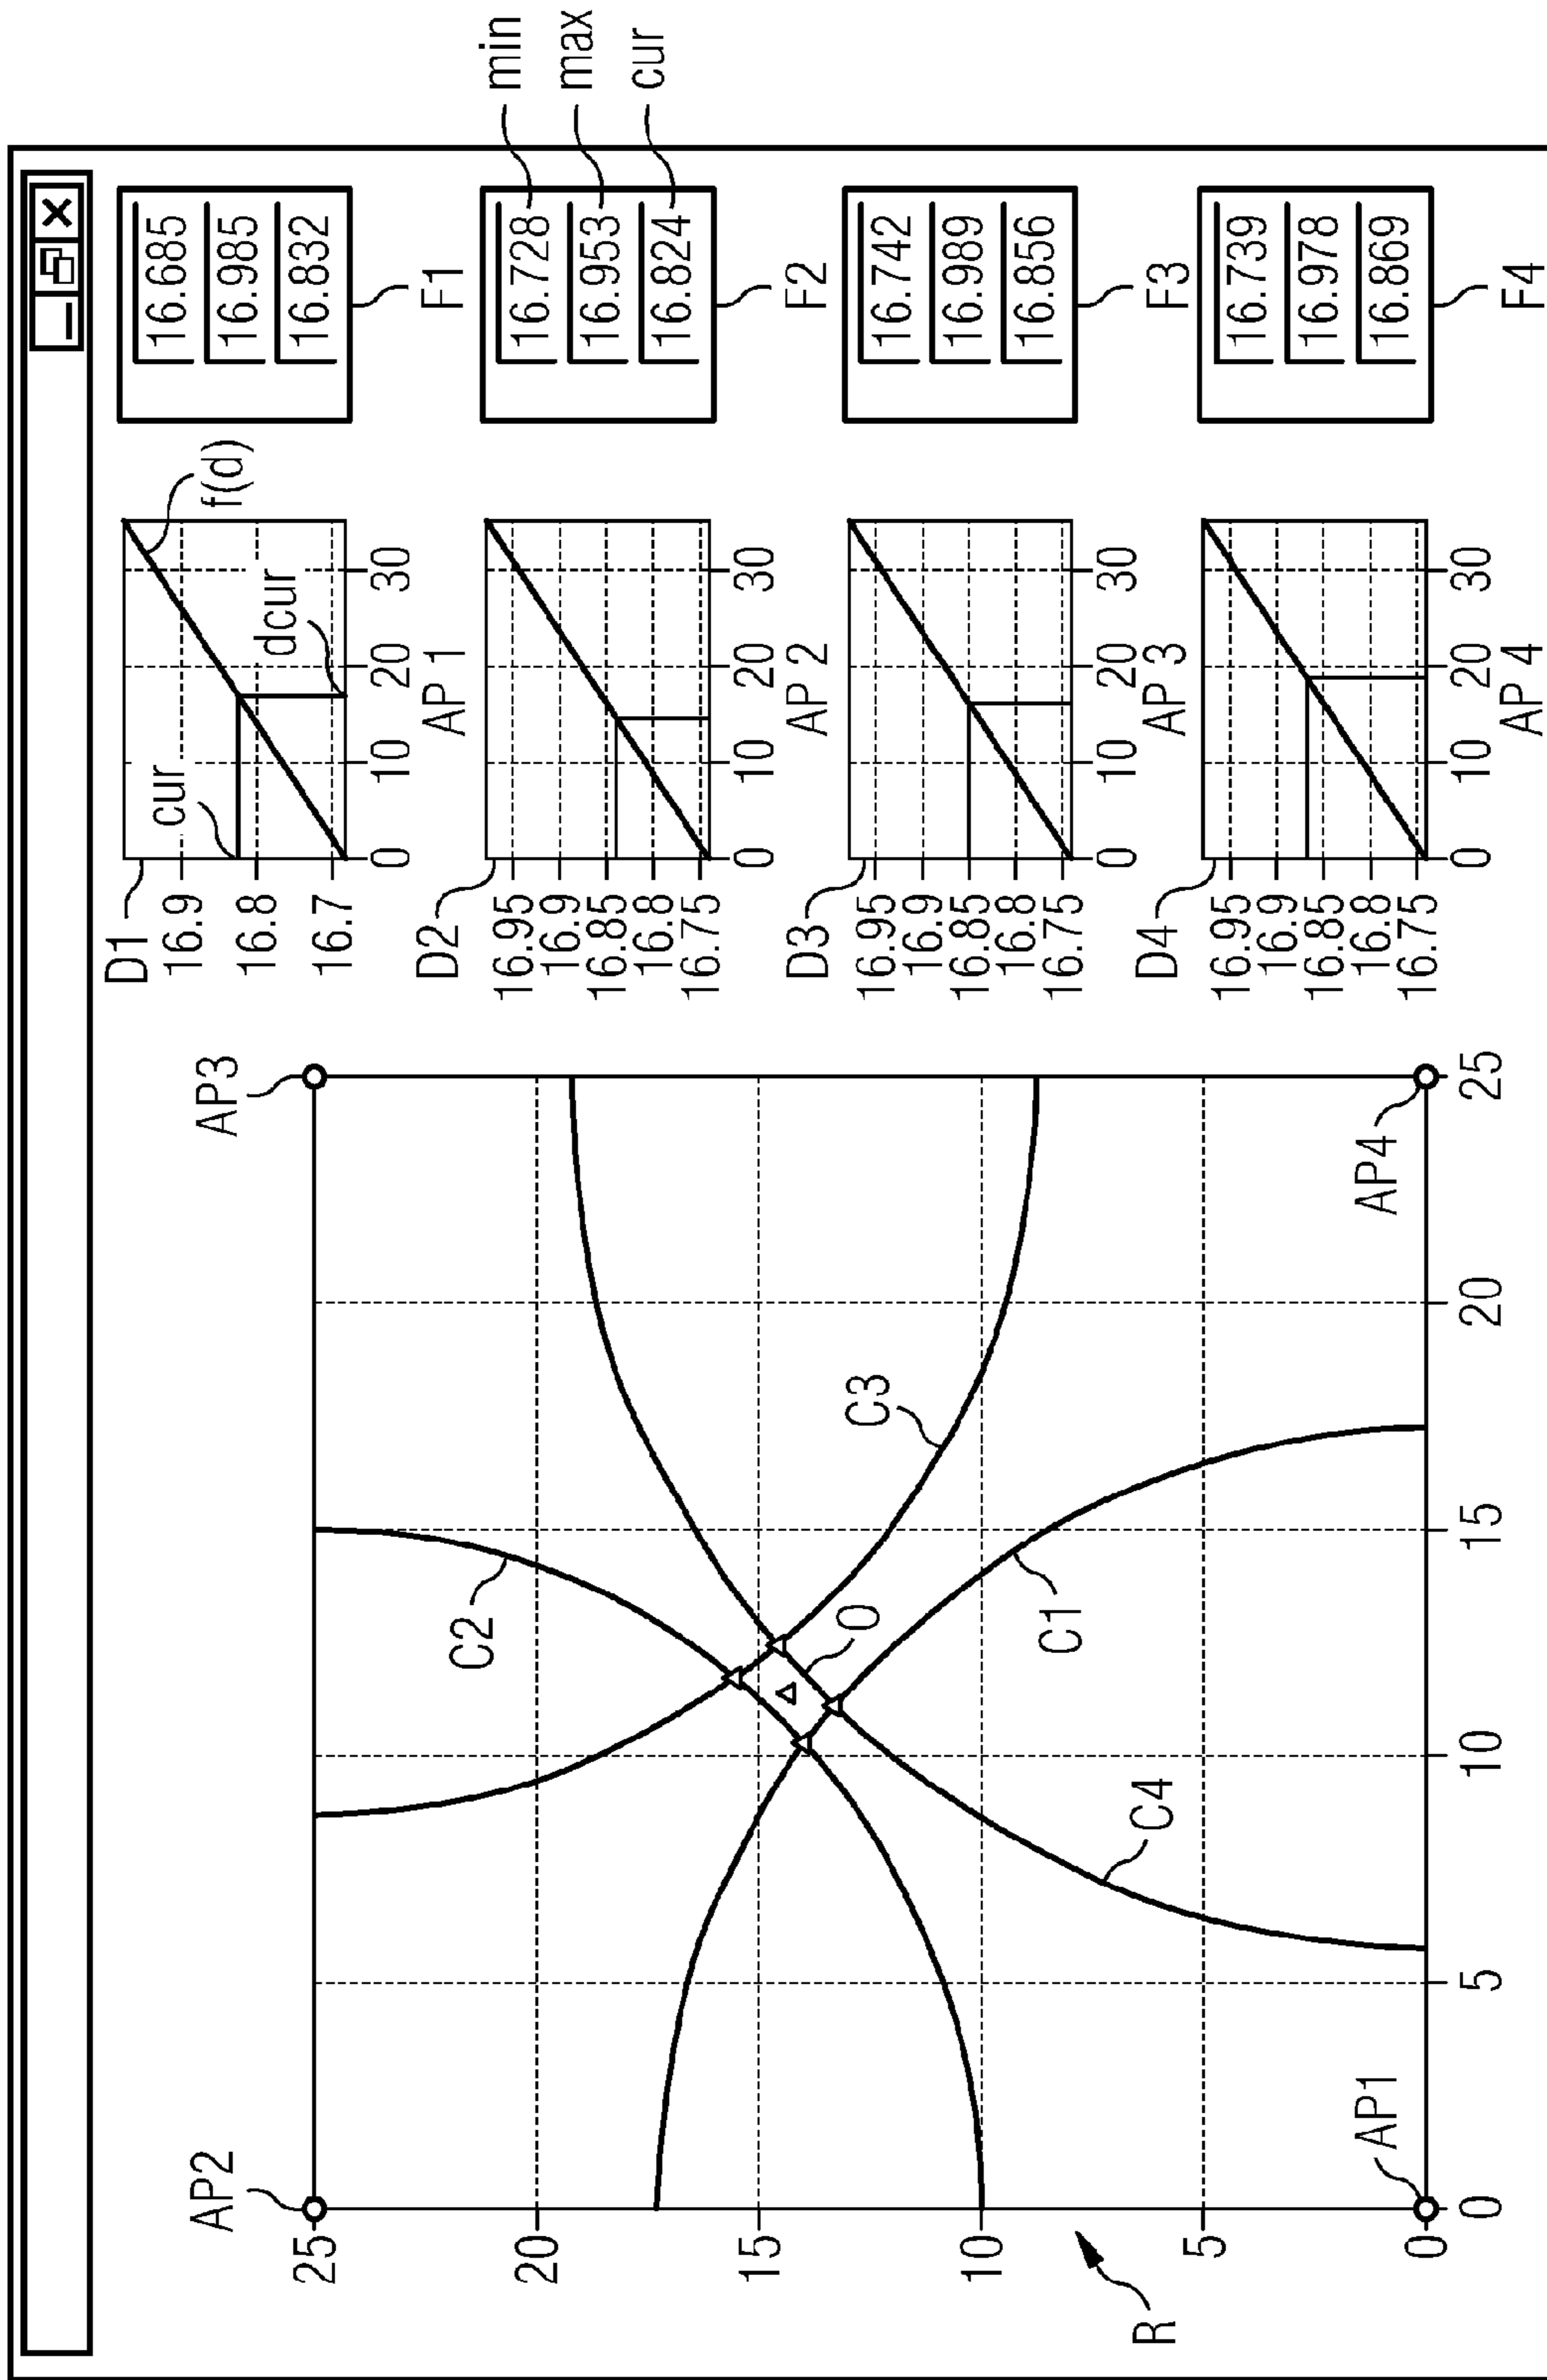 AP2
AP3
25
20
15
10
5
0
R
C2
C3
O
C1
C4
AP1
AP4
0 5 10 15 20 25
D1
16.9
16.8
16.7
cur
dcur
f(d)
0 10 20 30
AP 1
D2
16.95
16.9
16.85
16.8
16.75
0 10 20 30
AP 2
D3
16.95
16.9
16.85
16.8
16.75
0 10 20 30
AP 3
D4
16.95
16.9
16.85
16.8
16.75
0 10 20 30
AP 4
16.685
16.985
16.832
F1
16.728
min
16.953
max
16.824
cur
F2
16.742
16.989
16.856
F3
16.739
16.978
16.869
F4